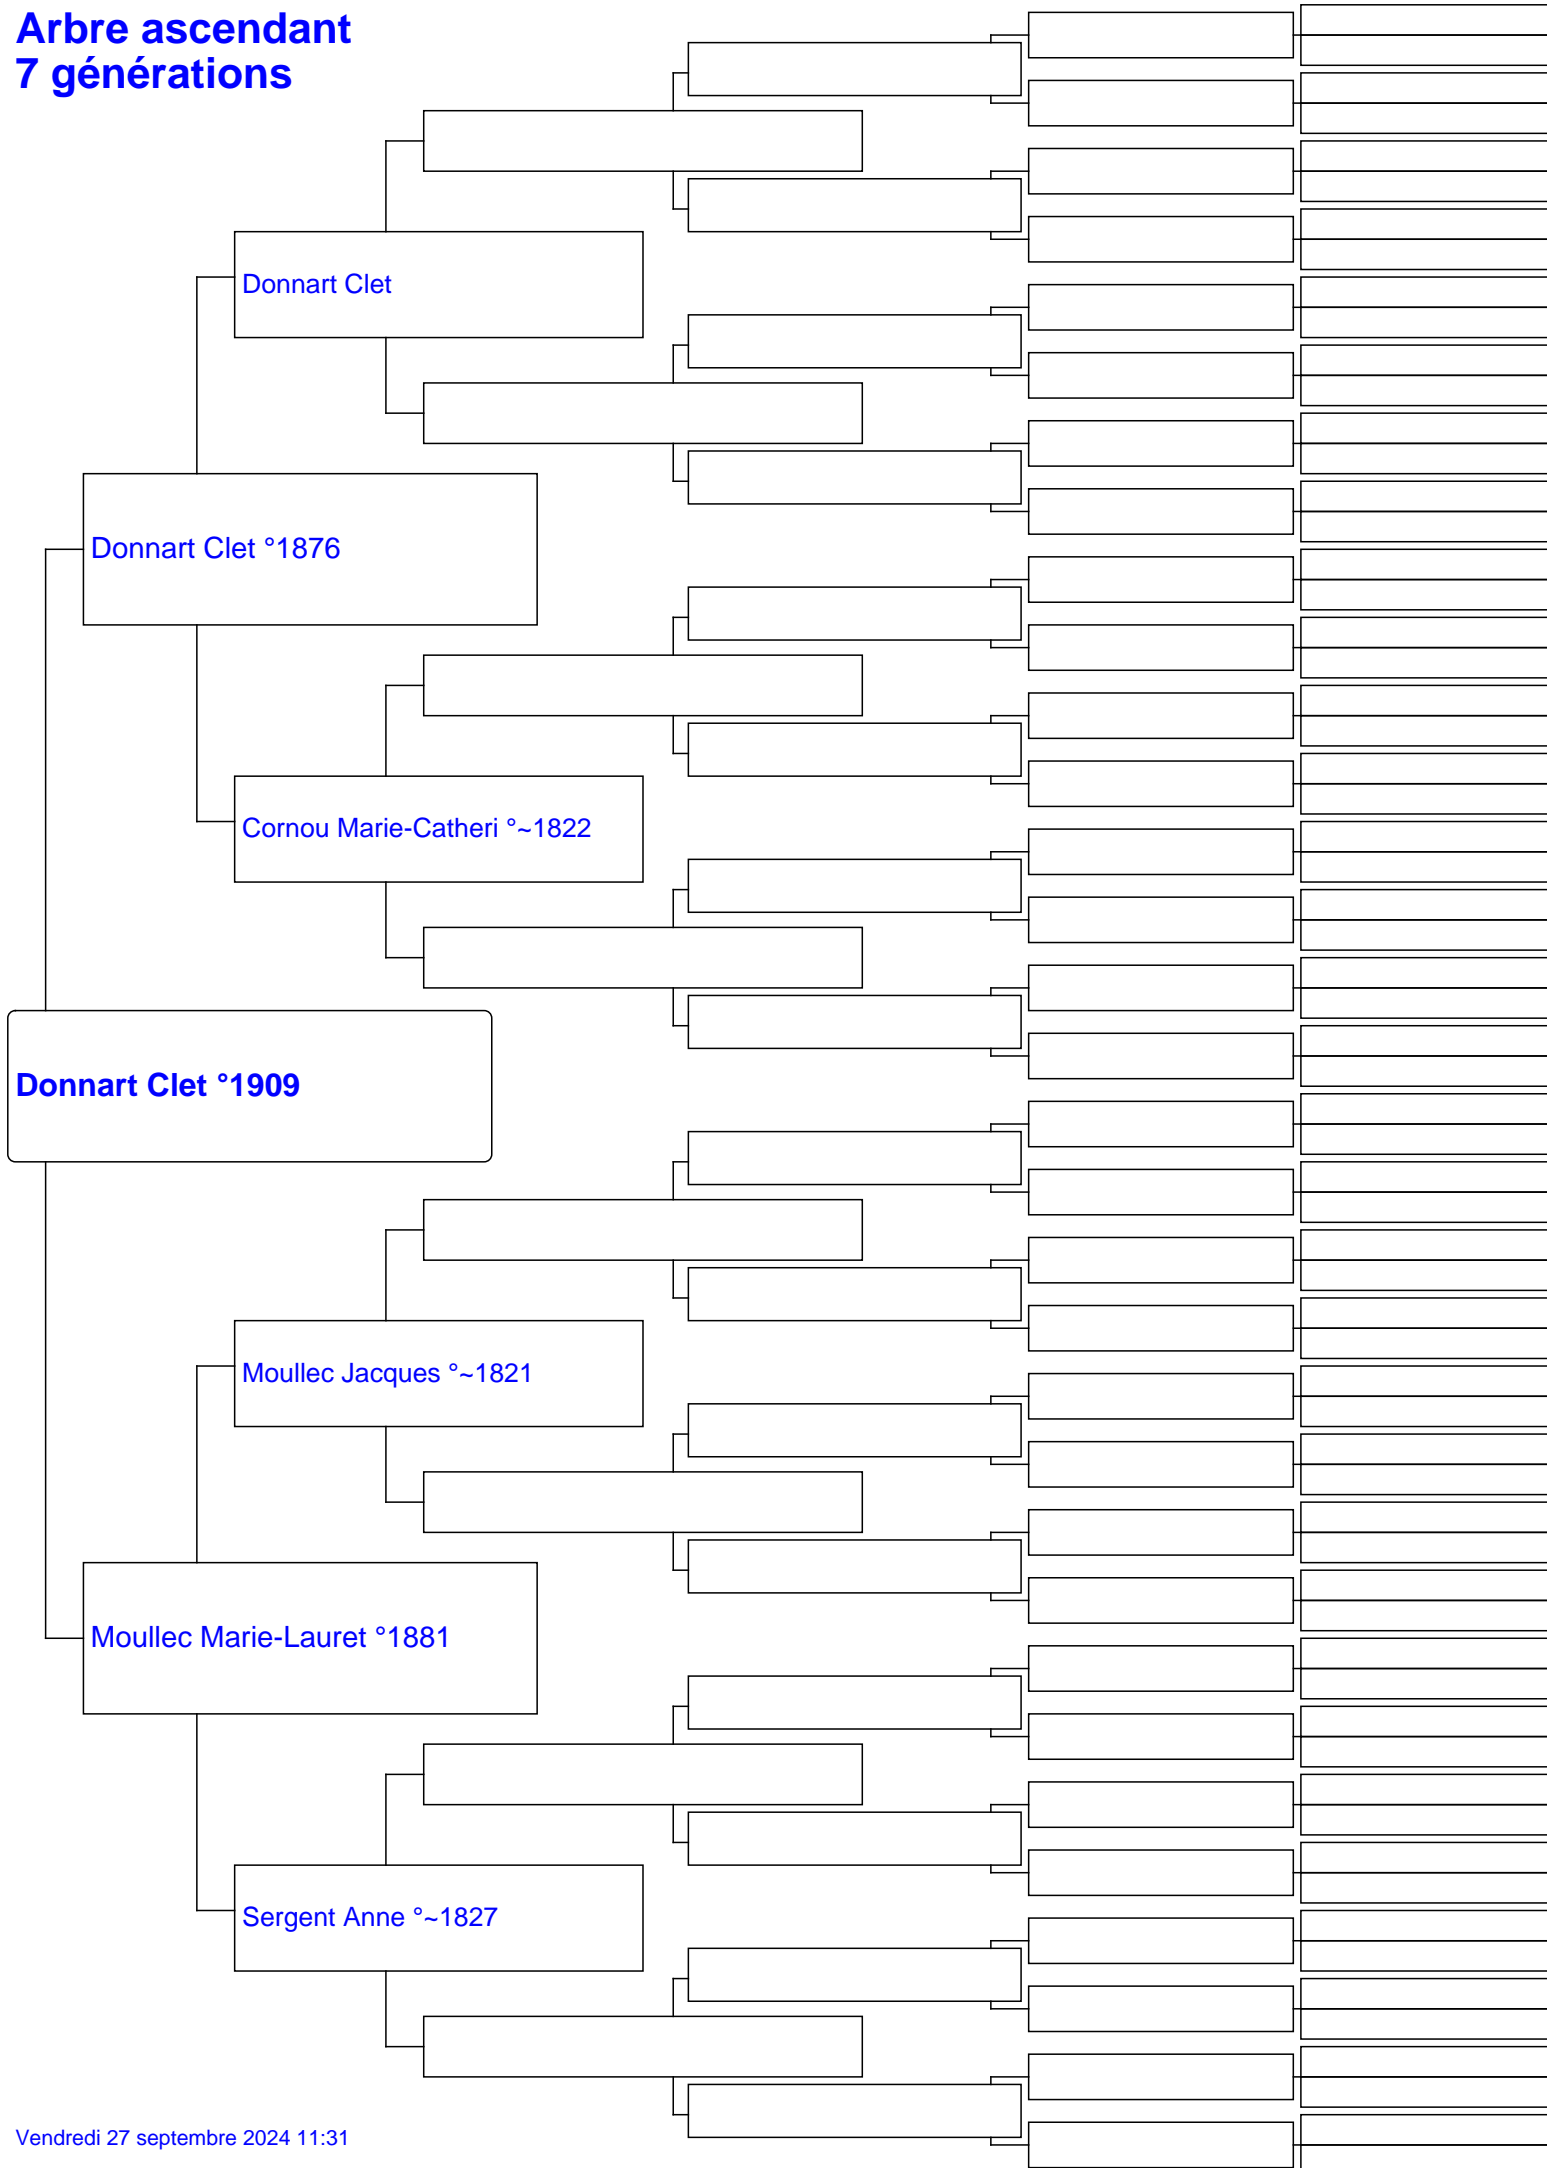 Arbre ascendant
7 générations
Donnart Clet
Donnart Clet °1876
Cornou Marie-Catheri °~1822
Donnart Clet °1909
Moullec Jacques °~1821
Moullec Marie-Lauret °1881
Sergent Anne °~1827
Vendredi 27 septembre 2024 11:31